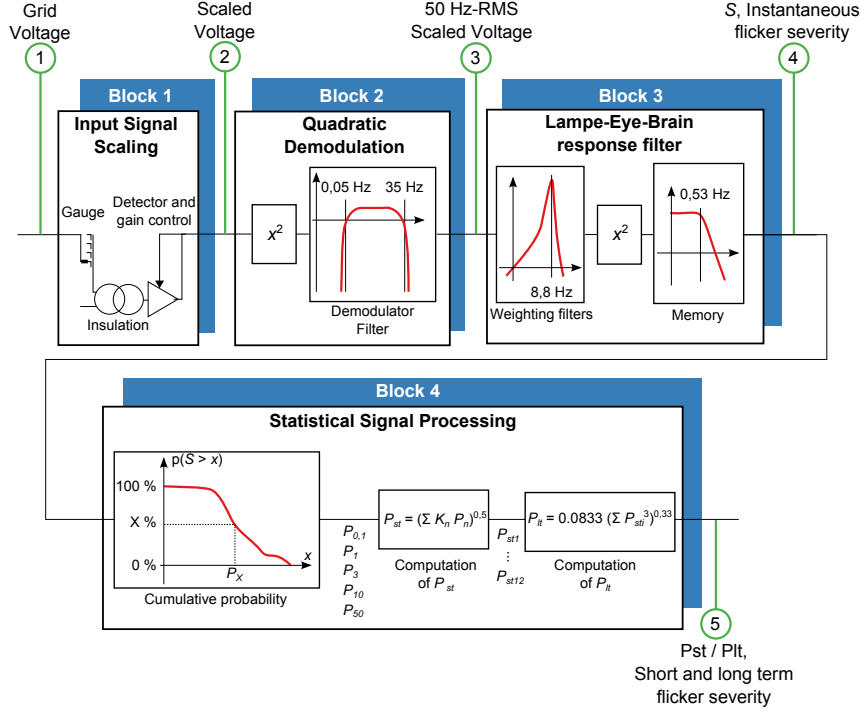 Grid
Voltage
1
Scaled
Voltage
2
50 Hz-RMS
Scaled Voltage
3
S, Instantaneous
flicker severity
4
Block 1
Input Signal
Scaling
Gauge
Detector and
gain control
Insulation
Block 2
Quadratic
Demodulation
x²
0,05 Hz
35 Hz
Demodulator
Filter
Block 3
Lampe-Eye-Brain
response filter
8,8 Hz
Weighting filters
x²
0,53 Hz
Memory
Block 4
Statistical Signal Processing
p(S > x)
100 %
X %
0 %
x
P_X
Cumulative probability
P_0,1
P_1
P_3
P_10
P_50
P_st = (Σ K_n P_n)^0,5
Computation
of P_st
P_st1
⋮
P_st12
P_lt = 0.0833 (Σ P_sti^3)^0,33
Computation
of P_lt
5
Pst / Plt,
Short and long term
flicker severity